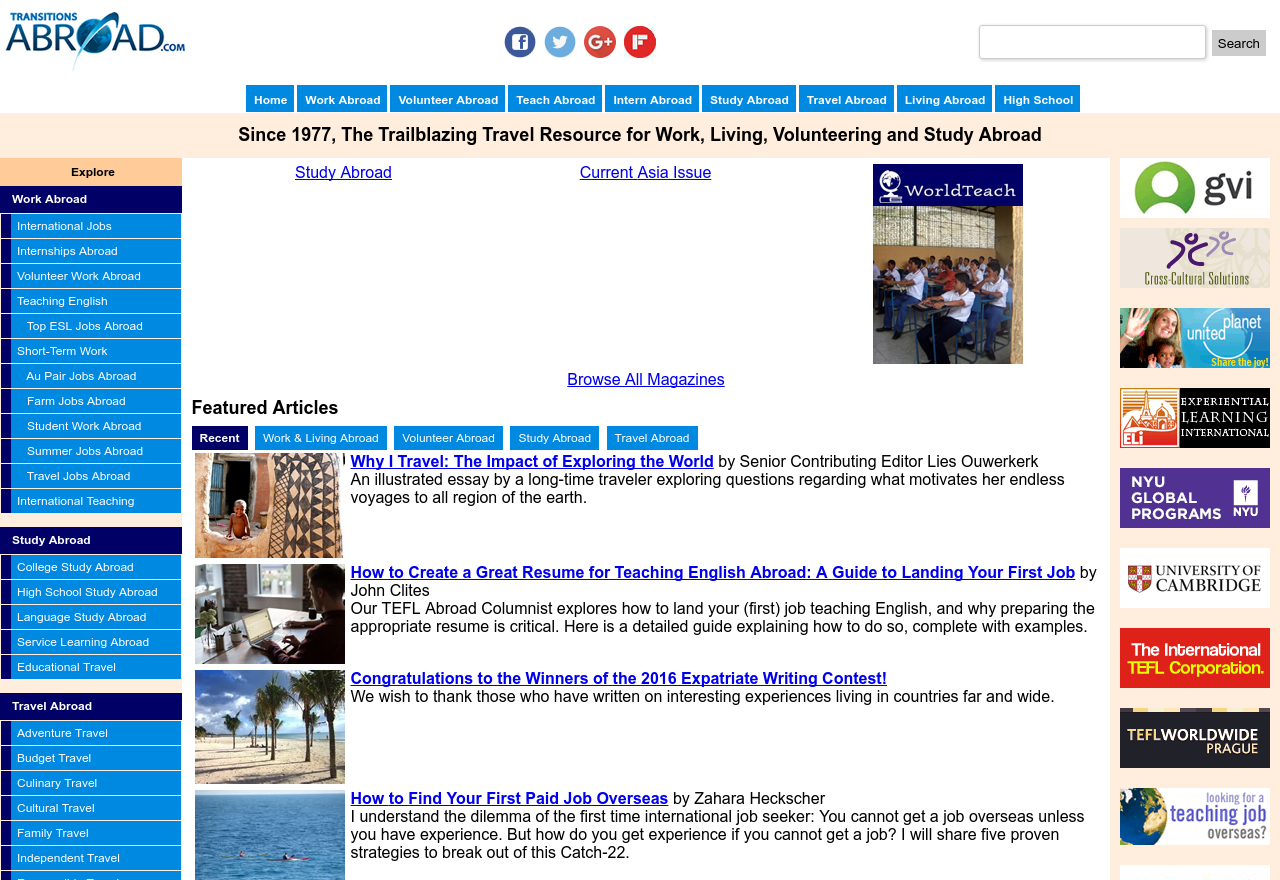 TRANSITIONS
ABROAD.COM
Search
Home Work Abroad Volunteer Abroad Teach Abroad Intern Abroad Study Abroad Travel Abroad Living Abroad High School
Since 1977, The Trailblazing Travel Resource for Work, Living, Volunteering and Study Abroad
Explore
Work Abroad
International Jobs
Internships Abroad
Volunteer Work Abroad
Teaching English
Top ESL Jobs Abroad
Short-Term Work
Au Pair Jobs Abroad
Farm Jobs Abroad
Student Work Abroad
Summer Jobs Abroad
Travel Jobs Abroad
International Teaching
Study Abroad
College Study Abroad
High School Study Abroad
Language Study Abroad
Service Learning Abroad
Educational Travel
Travel Abroad
Adventure Travel
Budget Travel
Culinary Travel
Cultural Travel
Family Travel
Independent Travel
Study Abroad
Current Asia Issue
WorldTeach
Browse All Magazines
Featured Articles
Recent Work & Living Abroad Volunteer Abroad Study Abroad Travel Abroad
Why I Travel: The Impact of Exploring the World by Senior Contributing Editor Lies Ouwerkerk
An illustrated essay by a long-time traveler exploring questions regarding what motivates her endless
voyages to all region of the earth.
How to Create a Great Resume for Teaching English Abroad: A Guide to Landing Your First Job by
John Clites
Our TEFL Abroad Columnist explores how to land your (first) job teaching English, and why preparing the
appropriate resume is critical. Here is a detailed guide explaining how to do so, complete with examples.
Congratulations to the Winners of the 2016 Expatriate Writing Contest!
We wish to thank those who have written on interesting experiences living in countries far and wide.
How to Find Your First Paid Job Overseas by Zahara Heckscher
I understand the dilemma of the first time international job seeker: You cannot get a job overseas unless
you have experience. But how do you get experience if you cannot get a job? I will share five proven
strategies to break out of this Catch-22.
gvi
Cross-Cultural Solutions
united planet
Share the joy!
ELi
EXPERIENTIAL
LEARNING
INTERNATIONAL
NYU
GLOBAL
PROGRAMS
NYU
UNIVERSITY OF
CAMBRIDGE
The International
TEFL Corporation.
TEFLWORLDWIDE
PRAGUE
looking for a
teaching job
overseas?